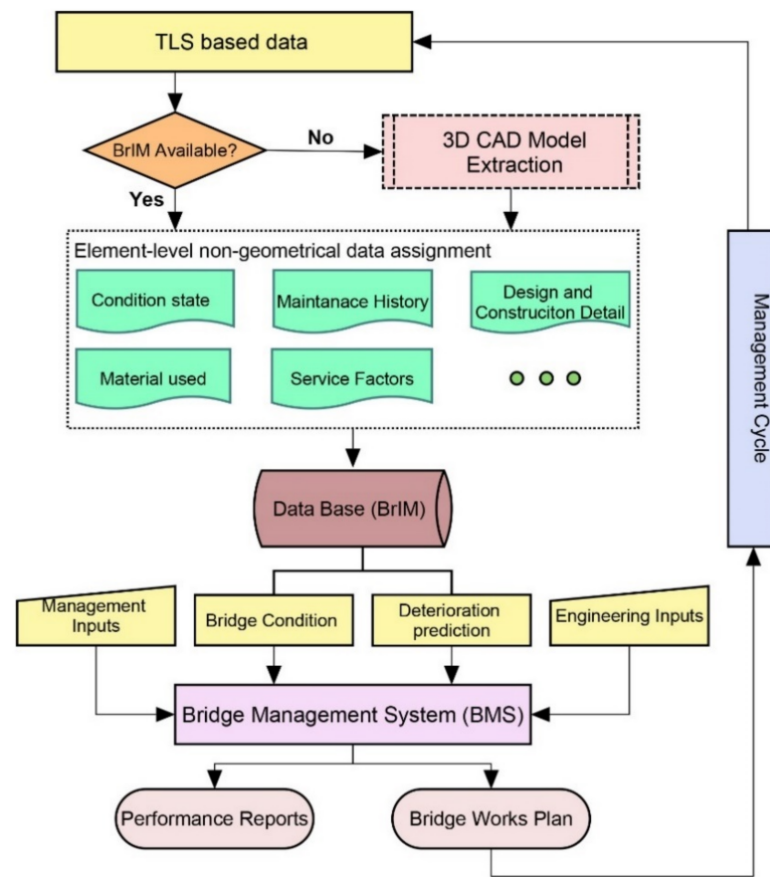 TLS based data
BrIM Available?
No
3D CAD Model
Extraction
Yes
Element-level non-geometrical data assignment
Condition state
Maintanace History
Design and
Construciton Detail
Material used
Service Factors
Management Cycle
Data Base (BrIM)
Management
Inputs
Bridge Condition
Deterioration
prediction
Engineering Inputs
Bridge Management System (BMS)
Performance Reports
Bridge Works Plan